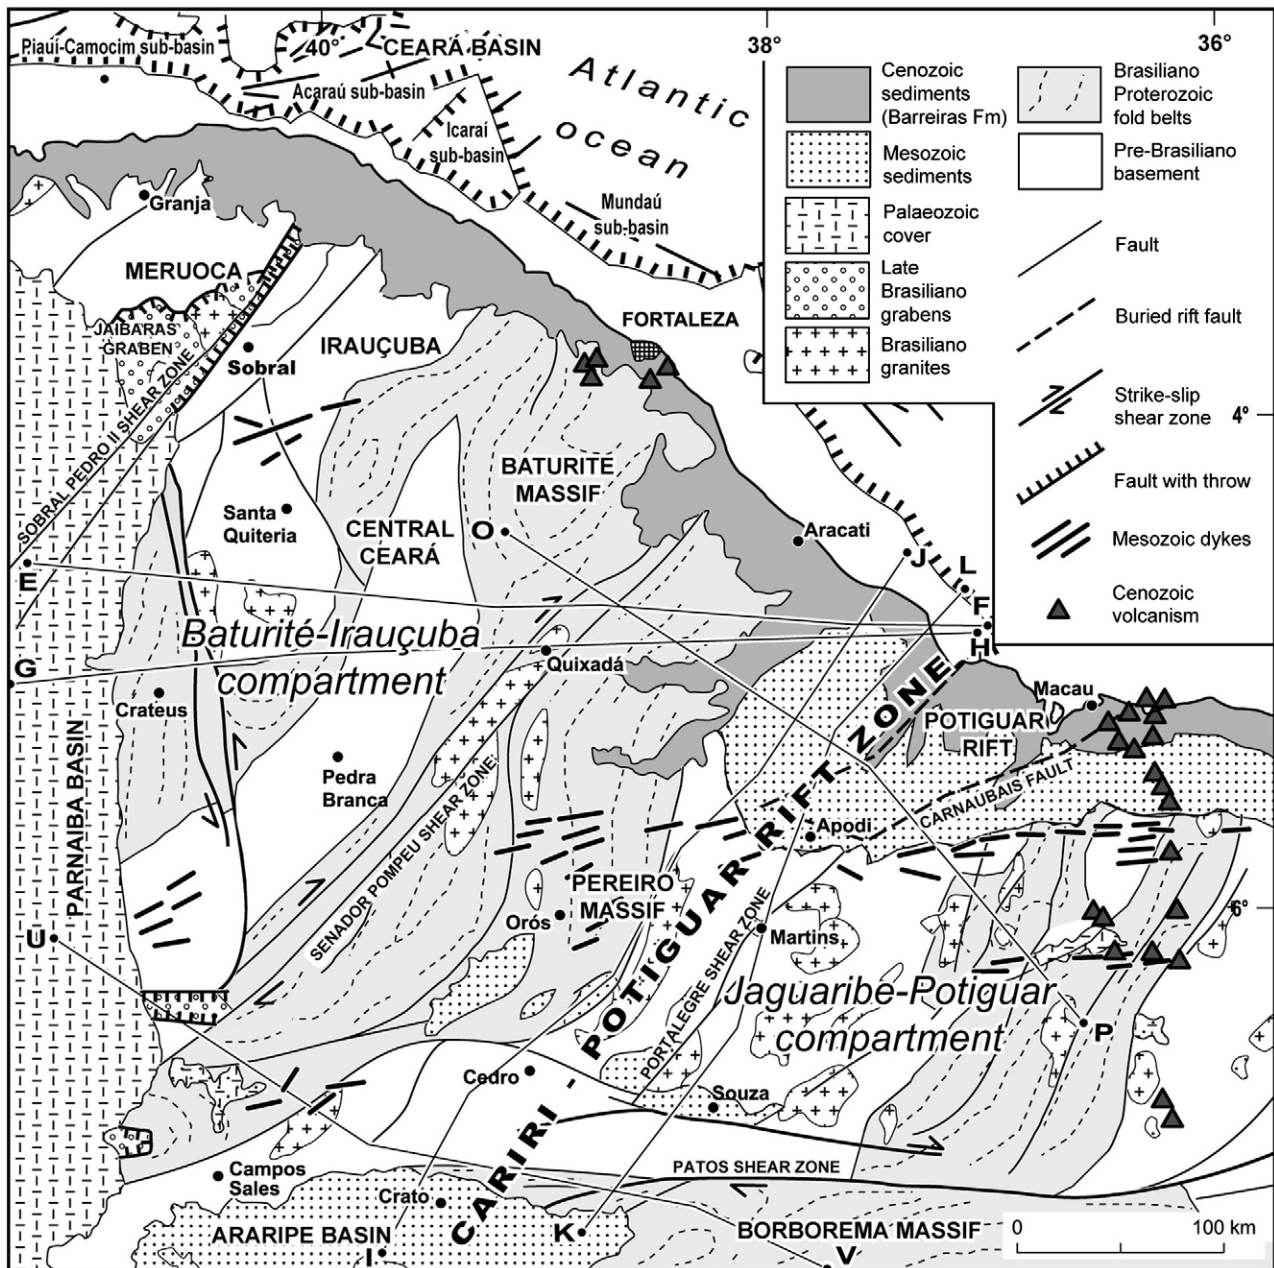 40°
38°
36°
Piauí-Camocim sub-basin
CEARÁ BASIN
Acaraú sub-basin
Icaraí
sub-basin
Atlantic
ocean
Mundaú
sub-basin
Cenozoic
sediments
(Barreiras Fm)
Mesozoic
sediments
Palaeozoic
cover
Late
Brasiliano
grabens
Brasiliano
granites
Brasiliano
Proterozoic
fold belts
Pre-Brasiliano
basement
Fault
Buried rift fault
Strike-slip
shear zone
Fault with throw
Mesozoic dykes
Cenozoic
volcanism
4°
6°
Granja
MERUOCA
JAIBARAS
GRABEN
SOBRAL PEDRO II SHEAR ZONE
Sobral
IRAUÇUBA
FORTALEZA
BATURITE
MASSIF
Santa
Quiteria
CENTRAL
CEARÁ
O
Aracati
J
L
E
F
H
G
Baturité-Irauçuba
compartment
Quixadá
Crateus
PARNAIBA BASIN
Pedra
Branca
SENADOR POMPEU SHEAR ZONE
Macau
POTIGUAR
RIFT
CARNAUBAIS FAULT
Apodi
CARIRI - POTIGUAR RIFT ZONE
PEREIRO
MASSIF
Orós
U
Martins
PORTALEGRE SHEAR ZONE
Jaguaribe-Potiguar
compartment
P
Cedro
Souza
PATOS SHEAR ZONE
Campos
Sales
Crato
ARARIPE BASIN
I
K
BORBOREMA MASSIF
V
0
100 km